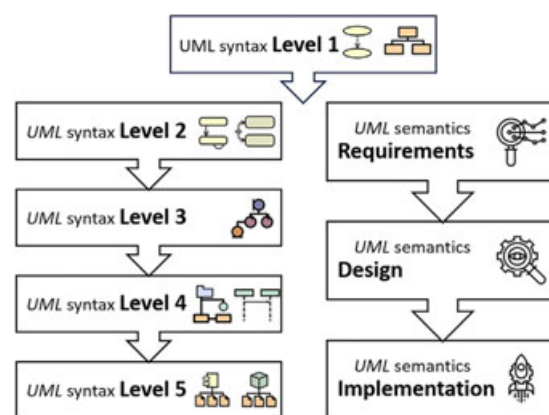 UML syntax Level 1
UML syntax Level 2
UML syntax Level 3
UML syntax Level 4
UML syntax Level 5
UML semantics
Requirements
UML semantics
Design
UML semantics
Implementation